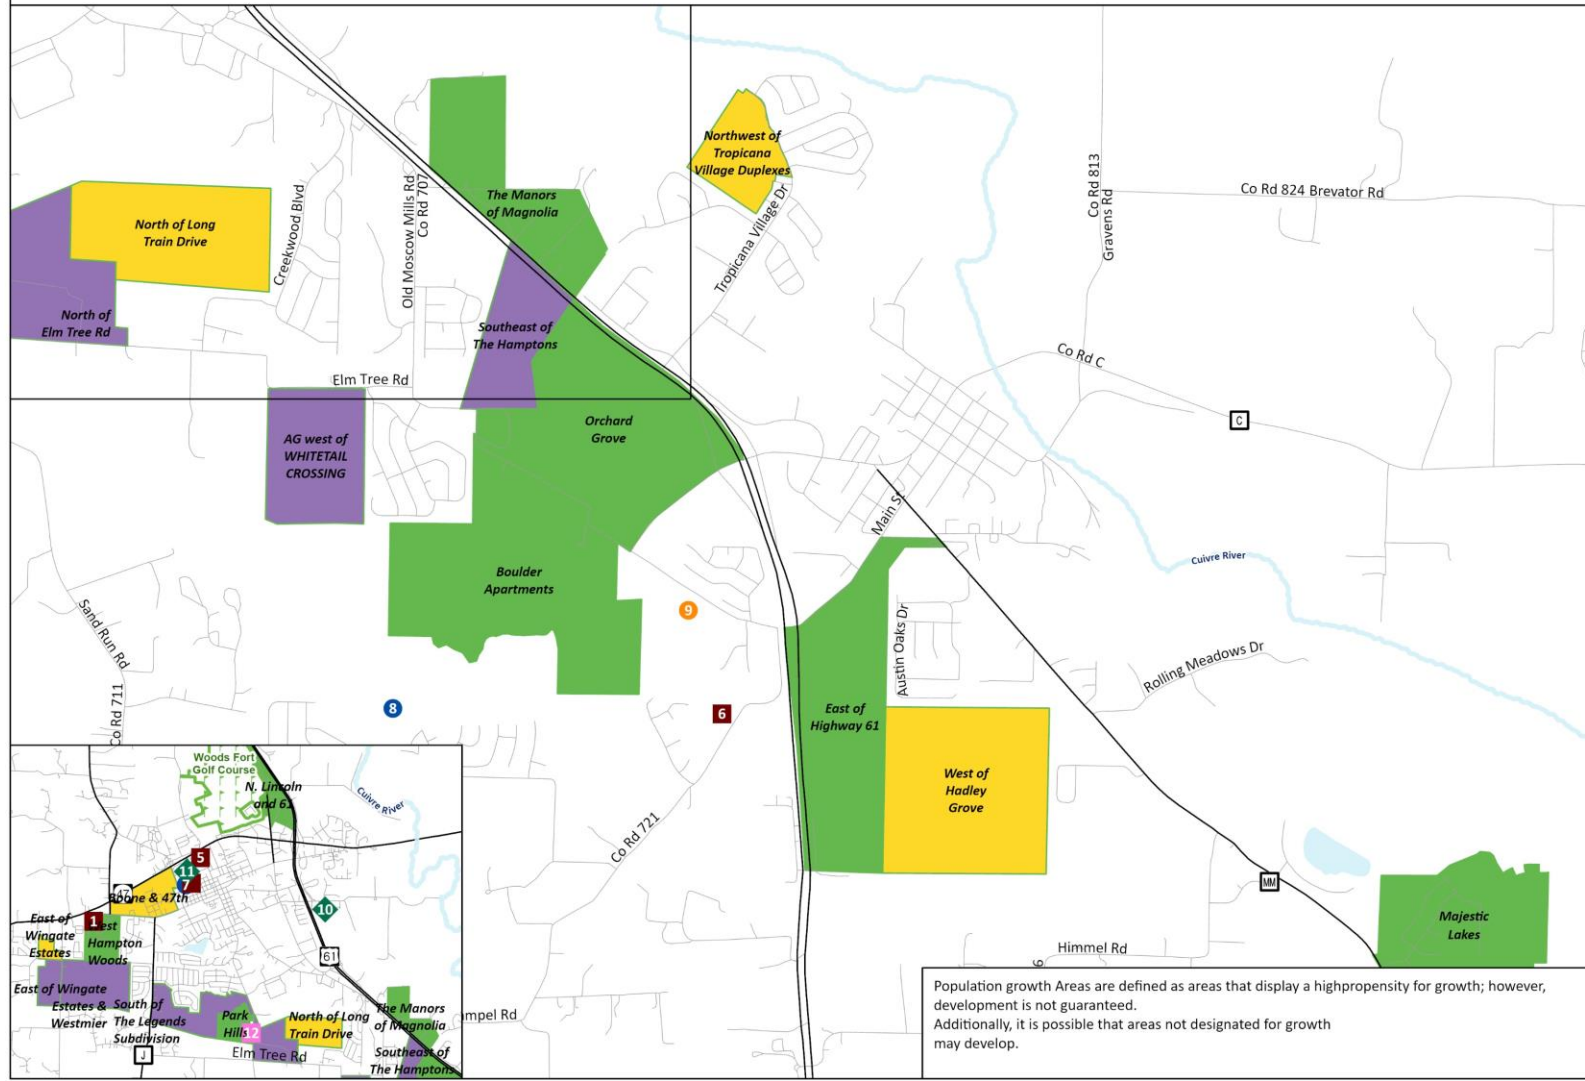 Northwest of
Tropicana
Village Duplexes
Co Rd 813
Gravens Rd
Co Rd 824 Brevator Rd
The Manors
of Magnolia
Old Moscow Mills Rd
Co Rd 707
Creekwood Blvd
Tropicana Village Dr
North of Long
Train Drive
North of
Elm Tree Rd
Southeast of
The Hamptons
Elm Tree Rd
Co Rd C
C
Orchard
Grove
AG west of
WHITETAIL
CROSSING
Main St
Cuivre River
Boulder
Apartments
9
Sand Run Rd
Co Rd 711
Austin Oaks Dr
Rolling Meadows Dr
8
6
East of
Highway 61
West of
Hadley
Grove
Co Rd 721
MM
Majestic
Lakes
Himmel Rd
6
mpel Rd
Woods Fort
Golf Course
N. Lincoln
and 61
Cuivre River
5
11
7
47
Boone & 47th
10
1
East of
Wingate
Estates
est
Hampton
Woods
61
East of Wingate
Estates &
Westmier
South of
The Legends
Subdivision
Park
Hills
12
North of Long
Train Drive
The Manors
of Magnolia
Elm Tree Rd
J
Southeast of
The Hamptons
Population growth Areas are defined as areas that display a highpropensity for growth; however,
development is not guaranteed.
Additionally, it is possible that areas not designated for growth
may develop.